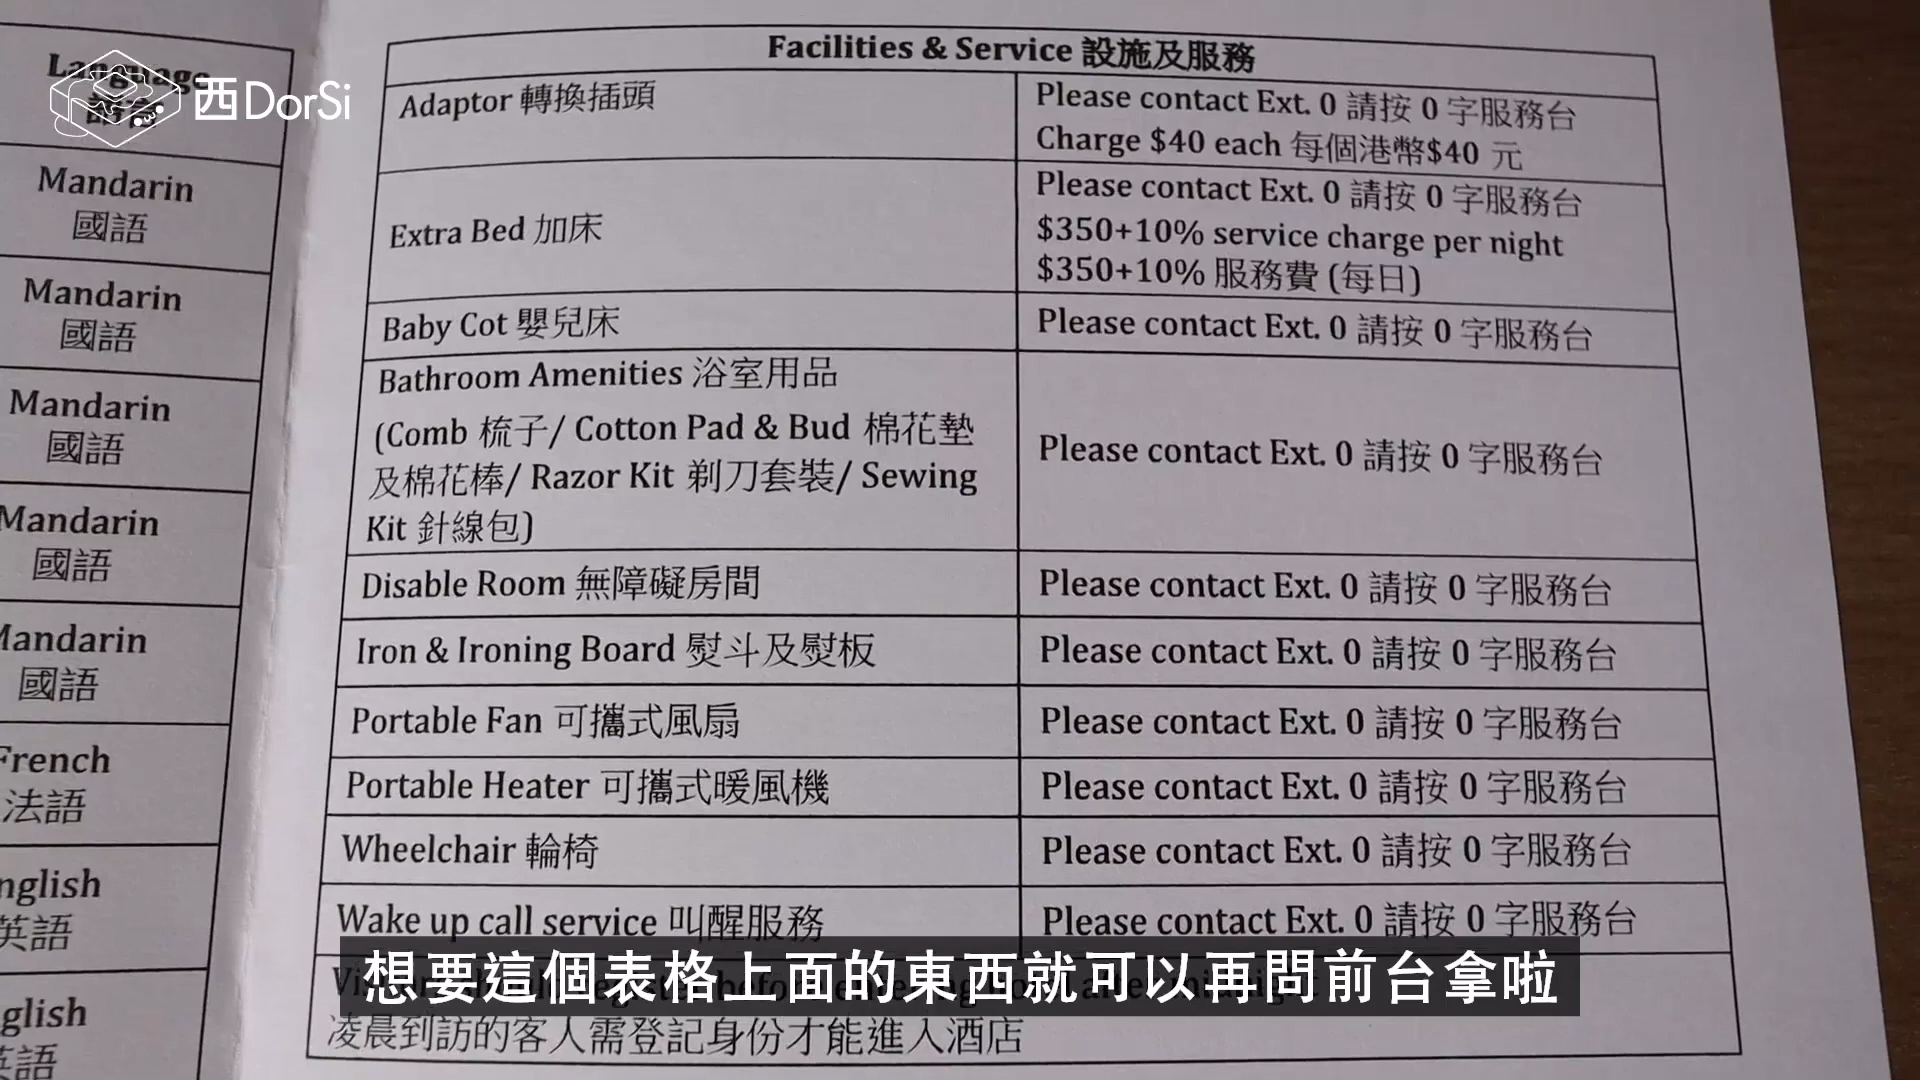 Language
語言
西DorSi
Mandarin
國語
Mandarin
國語
Mandarin
國語
Mandarin
國語
Mandarin
國語
French
法語
nglish
英語
glish
英語
Facilities & Service 設施及服務
Adaptor 轉換插頭
Please contact Ext. 0 請按 0 字服務台
Charge $40 each 每個港幣$40 元
Extra Bed 加床
Please contact Ext. 0 請按 0 字服務台
$350+10% service charge per night
$350+10% 服務費 (每日)
Baby Cot 嬰兒床
Please contact Ext. 0 請按 0 字服務台
Bathroom Amenities 浴室用品
(Comb 梳子/ Cotton Pad & Bud 棉花墊
及棉花棒/ Razor Kit 剃刀套裝/ Sewing
Kit 針線包)
Please contact Ext. 0 請按 0 字服務台
Disable Room 無障礙房間
Please contact Ext. 0 請按 0 字服務台
Iron & Ironing Board 熨斗及熨板
Please contact Ext. 0 請按 0 字服務台
Portable Fan 可攜式風扇
Please contact Ext. 0 請按 0 字服務台
Portable Heater 可攜式暖風機
Please contact Ext. 0 請按 0 字服務台
Wheelchair 輪椅
Please contact Ext. 0 請按 0 字服務台
Wake up call service 叫醒服務
Please contact Ext. 0 請按 0 字服務台
想要這個表格上面的東西就可以再問前台拿啦
凌晨到訪的客人需登記身份才能進入酒店